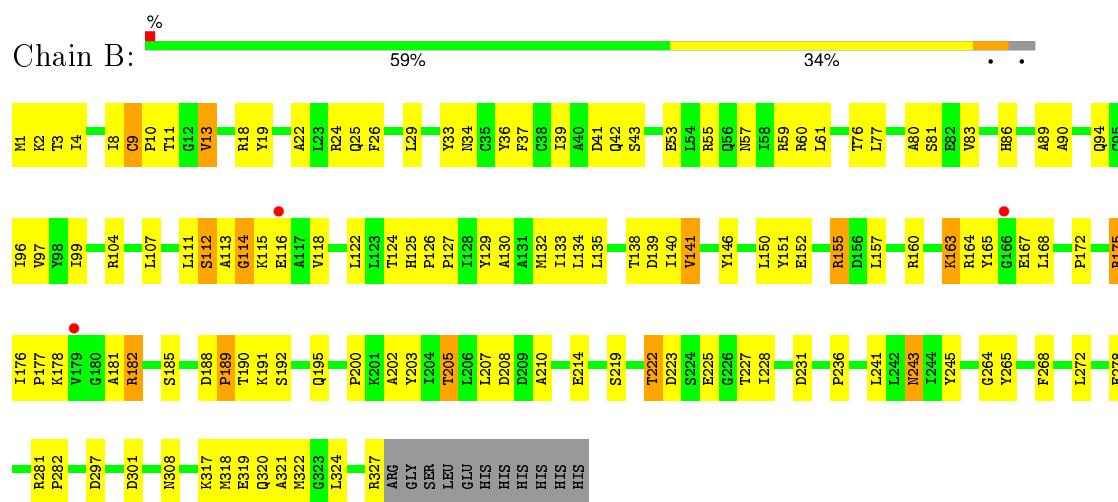 %
Chain B:
59% 34% • •
M1 K2 T3 I4 I8 C9 P10 T11 G12 V13 R18 Y19 A22 L23 R24 Q25 F26 L29 Y33 N34 C35 Y36 F37 C38 I39 A40 D41 Q42 S43 E53 L54 R55 Q56 N57 I58 R59 R60 L61 T76 L77 A80 S81 E82 V83 H86 A89 A90 Q94 C95
I96 V97 Y98 I99 R104 L107 L111 S112 A113 G114 K115 E116 A117 V118 L122 L123 T124 H125 P126 P127 I128 Y129 A130 A131 M132 I133 L134 L135 T138 D139 I140 V141 Y146 L150 Y151 E152 R155 D156 L157 R160 K163 R164 Y165 G166 E167 L168 P172 R175
I176 P177 K178 V179 G180 A181 R182 S185 D188 P189 T190 K191 S192 Q195 P200 K201 A202 Y203 I204 T205 L206 L207 D208 D209 A210 E214 S219 T222 D223 S224 E225 G226 T227 I228 D231 P236 L241 L242 N243 I244 Y245 G264 Y265 F268 L272 E278
R281 P282 D297 D301 N308 K317 M318 E319 Q320 A321 M322 G323 L324 R327 ARG GLY SER LEU GLU HIS HIS HIS HIS HIS HIS